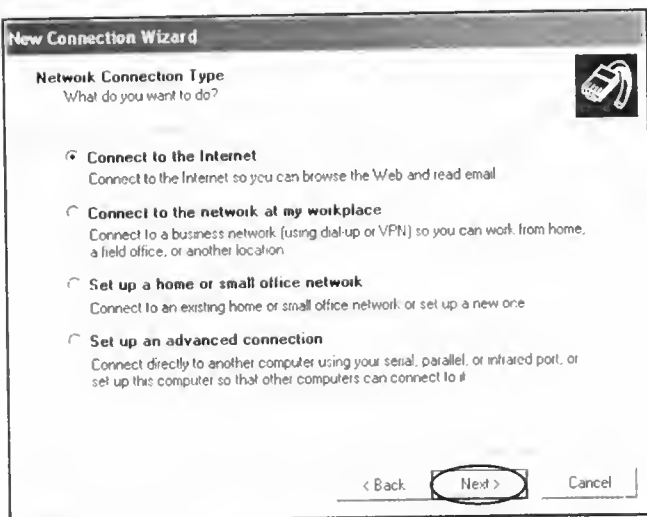 New Connection Wizard
Network Connection Type
What do you want to do?
Connect to the Internet
Connect to the Internet so you can browse the Web and read email
Connect to the network at my workplace
Connect to a business network (using dial-up or VPN) so you can work from home,
a field office, or another location
Set up a home or small office network
Connect to an existing home or small office network or set up a new one
Set up an advanced connection
Connect directly to another computer using your serial, parallel, or infrared port, or
set up this computer so that other computers can connect to it
< Back
Next >
Cancel